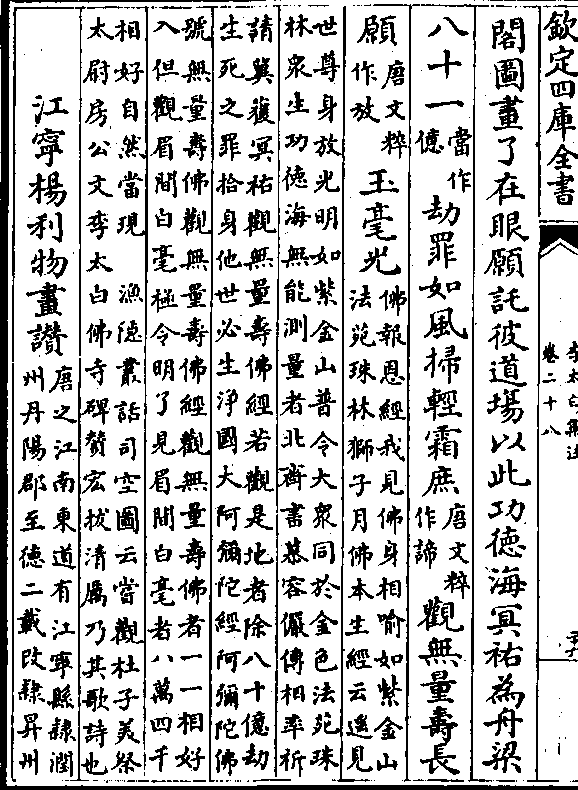 欽定四庫全書
李太白集注
卷二十八
閣圖畫了在眼願託彼道場以此功德海冥祐為舟梁
八十一當作億劫罪如風掃輕霜庶唐文粹作諦觀無量壽長
願唐文粹作放玉毫光佛報恩經我見佛身相喻如紫金山
法苑珠林獅子月佛本生經云遥見
世尊身放光明如紫金山普令大衆同於金色法苑珠
林衆生功徳海無能測量者北齊書慕容儼傳相率祈
請冀獲冥祐觀無量壽佛經若觀是地者除八十億劫
生死之罪捨身他世必生淨國大阿彌陀經阿彌陀佛
號無量壽佛觀無量壽佛經觀無量壽佛者一一相好
入但觀眉間白毫極令明了見眉間白毫者八萬四千
相好自然當現　漁隱叢話司空圖云嘗觀杜子美祭
太尉房公文李太白佛寺碑贊宏拔清厲乃其歌詩也
江寧楊利物畫讃唐之江南東道有江寧縣隸潤
州丹陽郡至德二載改隸昇州